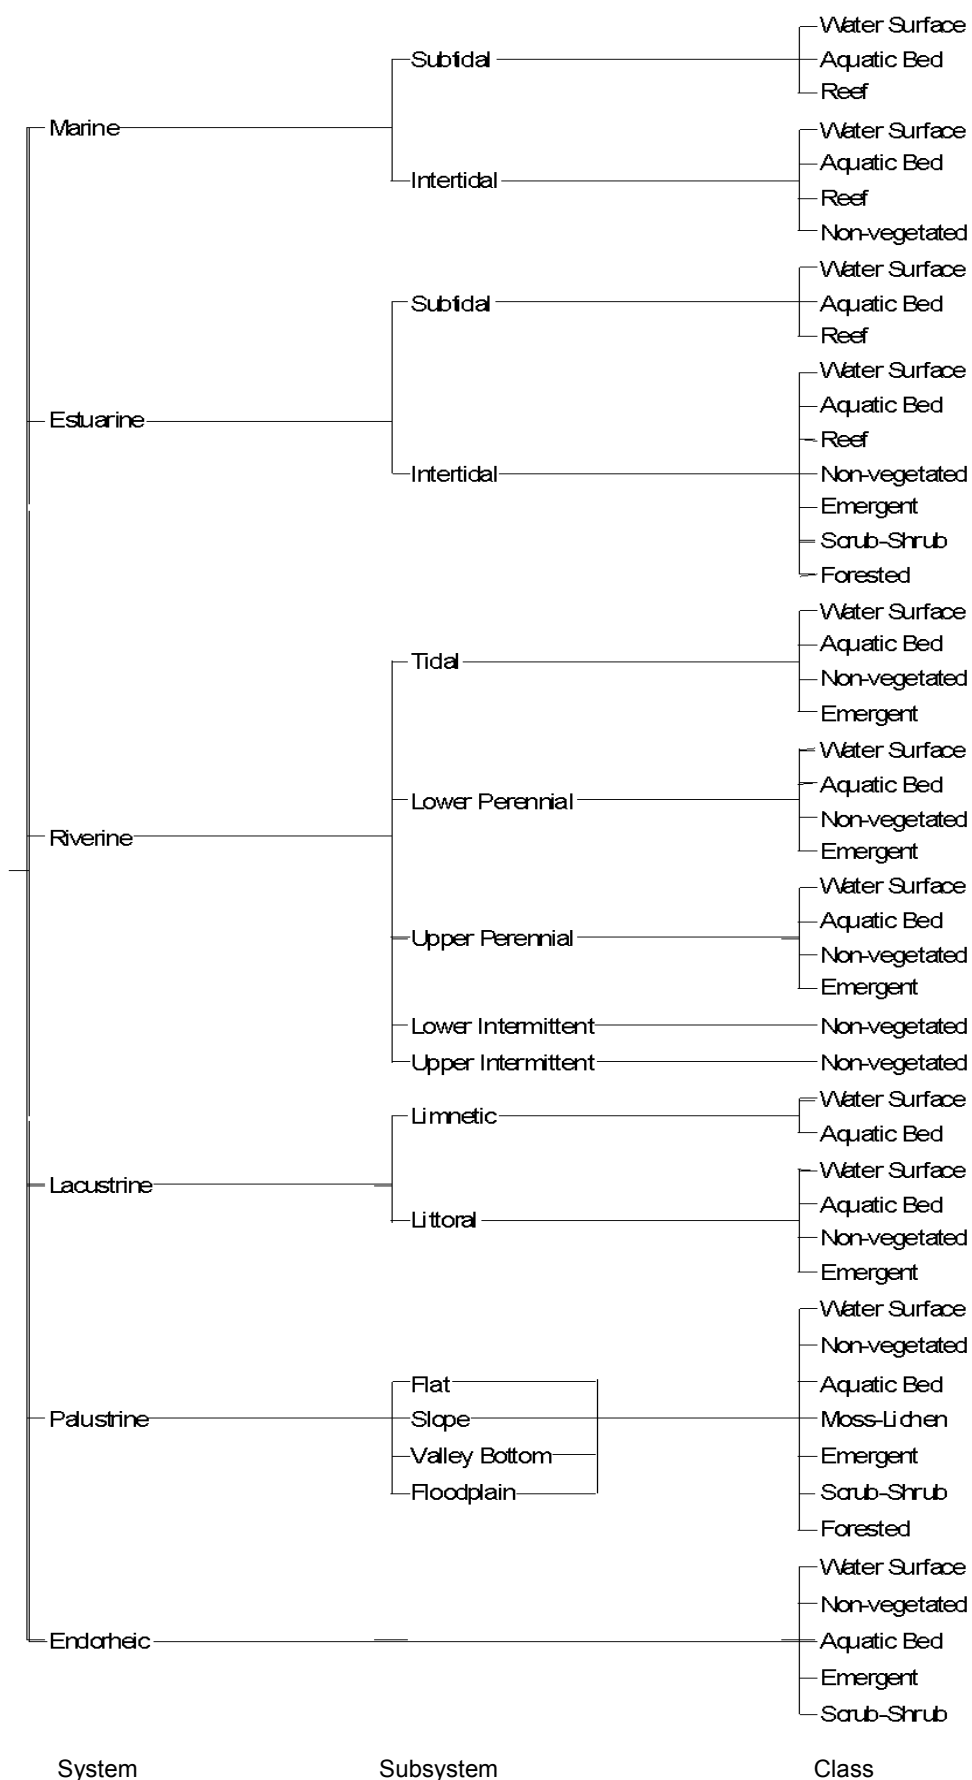 Marine
Subtidal
Water Surface
Aquatic Bed
Reef
Intertidal
Water Surface
Aquatic Bed
Reef
Non-vegetated
Estuarine
Subtidal
Water Surface
Aquatic Bed
Reef
Intertidal
Water Surface
Aquatic Bed
Reef
Non-vegetated
Emergent
Scrub-Shrub
Forested
Riverine
Tidal
Water Surface
Aquatic Bed
Non-vegetated
Emergent
Lower Perennial
Water Surface
Aquatic Bed
Non-vegetated
Emergent
Upper Perennial
Water Surface
Aquatic Bed
Non-vegetated
Emergent
Lower Intermittent
Non-vegetated
Upper Intermittent
Non-vegetated
Lacustrine
Limnetic
Water Surface
Aquatic Bed
Littoral
Water Surface
Aquatic Bed
Non-vegetated
Emergent
Palustrine
Flat
Slope
Valley Bottom
Floodplain
Water Surface
Non-vegetated
Aquatic Bed
Moss-Lichen
Emergent
Scrub-Shrub
Forested
Endorheic
Water Surface
Non-vegetated
Aquatic Bed
Emergent
Scrub-Shrub
System
Subsystem
Class